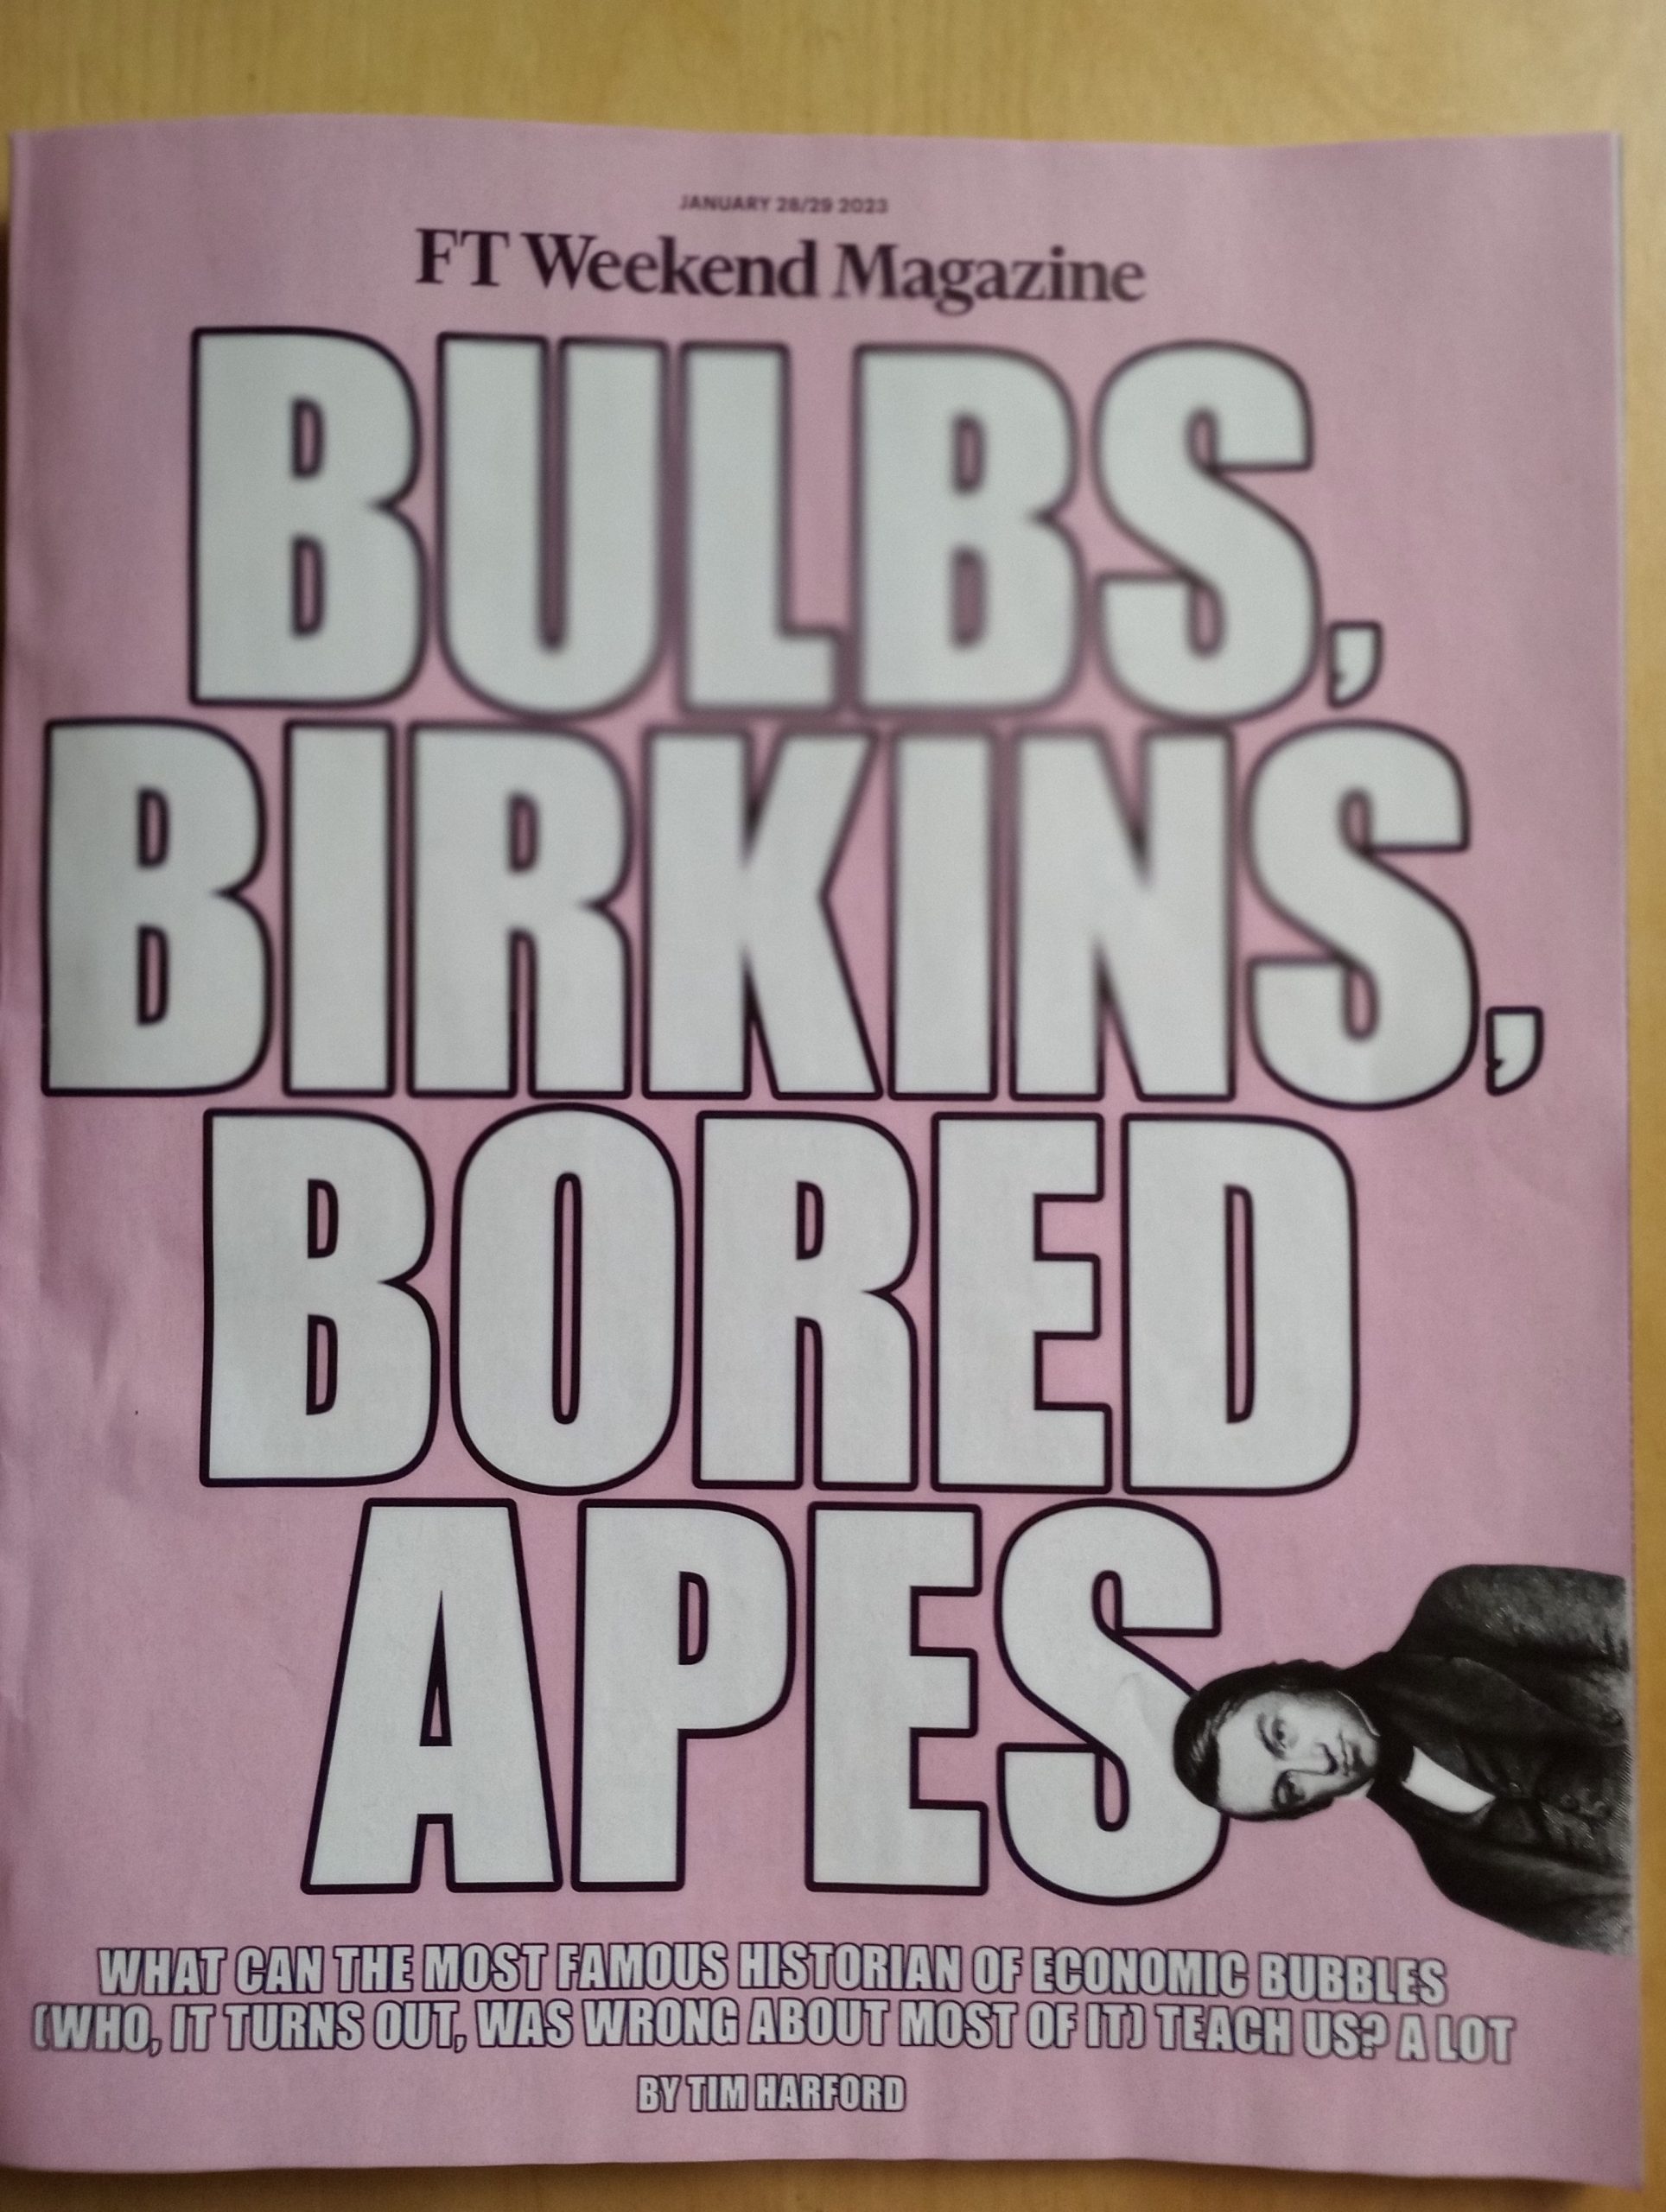 JANUARY 28/29 2023
FT Weekend Magazine
BULBS,
BIRKINS,
BORED
APES
WHAT CAN THE MOST FAMOUS HISTORIAN OF ECONOMIC BUBBLES
(WHO, IT TURNS OUT, WAS WRONG ABOUT MOST OF IT) TEACH US? A LOT
BY TIM HARFORD